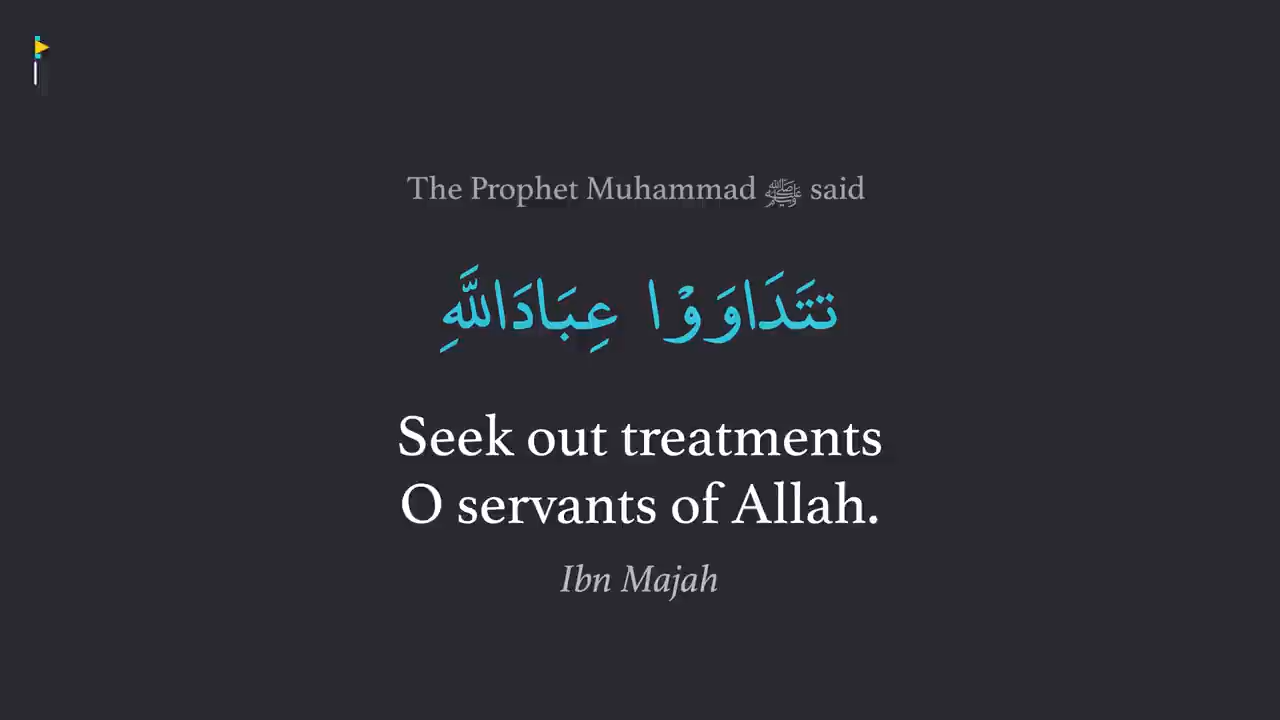 The Prophet Muhammad ﷺ said
تتَدَاوَوْا عِبَادَاللَّهِ
Seek out treatments
O servants of Allah.
Ibn Majah